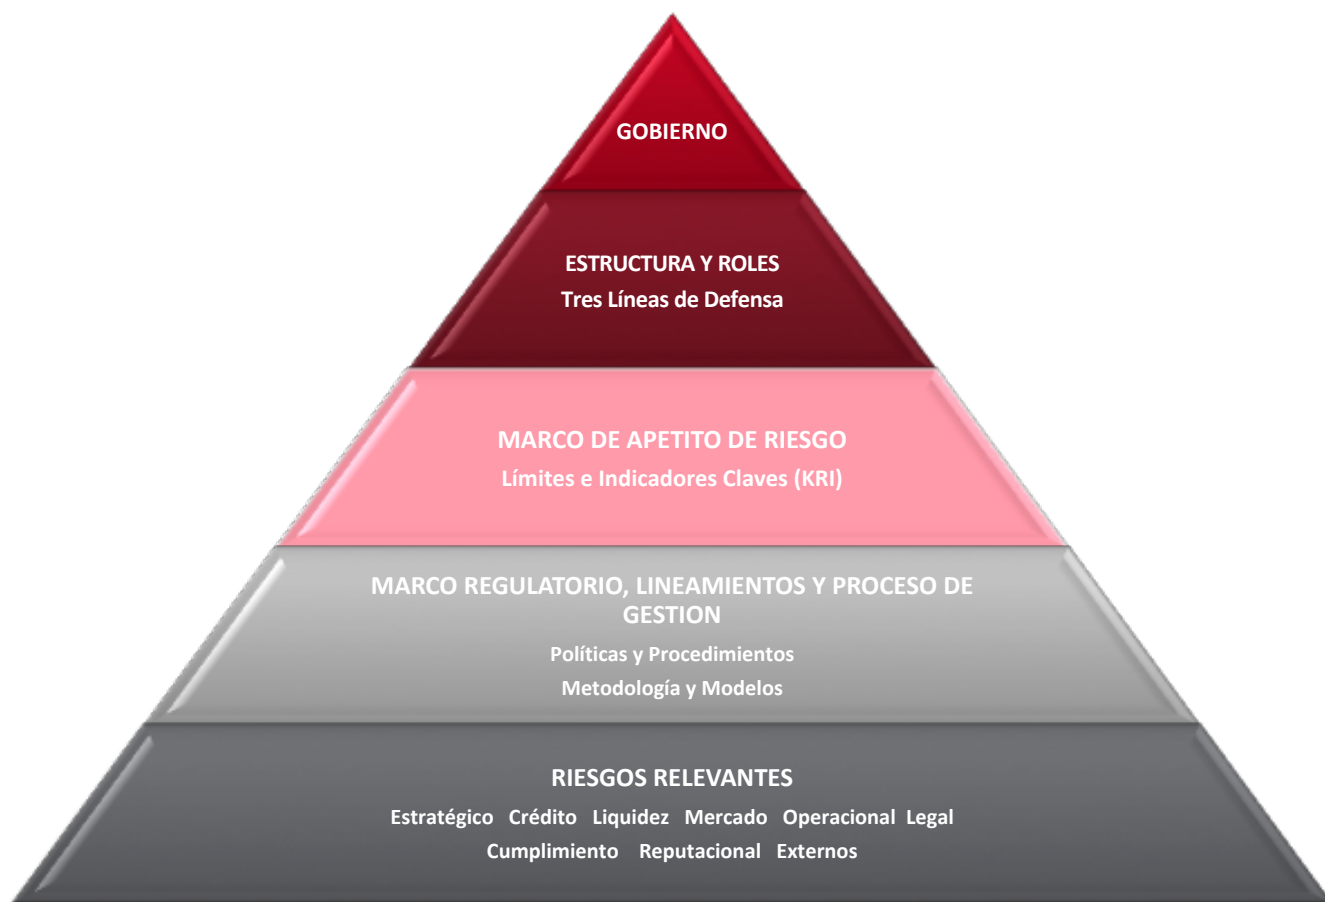 GOBIERNO
ESTRUCTURA Y ROLES
Tres Líneas de Defensa
MARCO DE APETITO DE RIESGO
Límites e Indicadores Claves (KRI)
MARCO REGULATORIO, LINEAMIENTOS Y PROCESO DE
GESTION
Políticas y Procedimientos
Metodología y Modelos
RIESGOS RELEVANTES
Estratégico Crédito Liquidez Mercado Operacional Legal
Cumplimiento Reputacional Externos